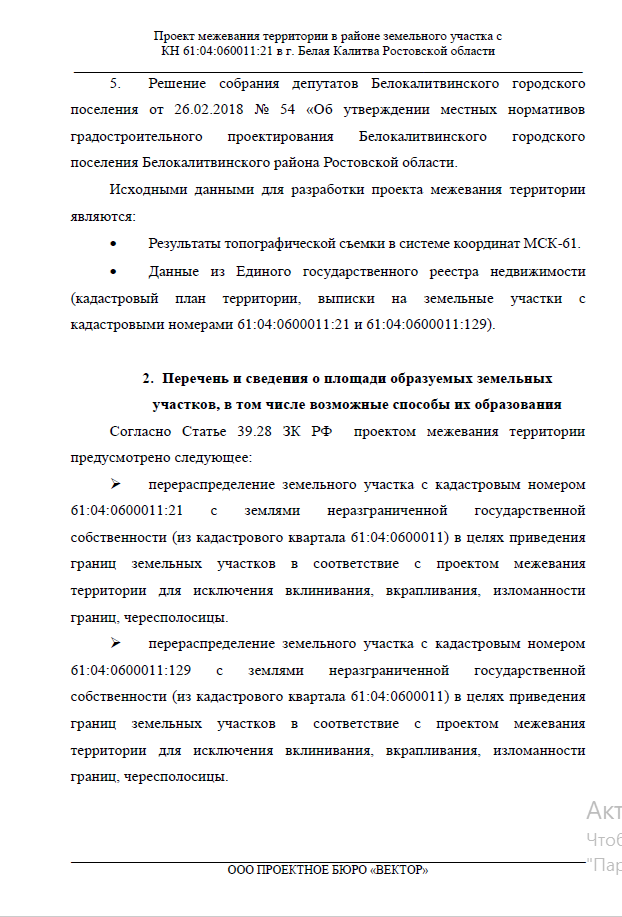 Проект межевания территории в районе земельного участка с
КН 61:04:060011:21 в г. Белая Калитва Ростовской области
5. Решение собрания депутатов Белокалитвинского городского
поселения от 26.02.2018 № 54 «Об утверждении местных нормативов
градостроительного проектирования Белокалитвинского городского
поселения Белокалитвинского района Ростовской области.
Исходными данными для разработки проекта межевания территории
являются:
• Результаты топографической съемки в системе координат МСК-61.
• Данные из Единого государственного реестра недвижимости
(кадастровый план территории, выписки на земельные участки с
кадастровыми номерами 61:04:0600011:21 и 61:04:0600011:129).
2. Перечень и сведения о площади образуемых земельных
участков, в том числе возможные способы их образования
Согласно Статье 39.28 ЗК РФ проектом межевания территории
предусмотрено следующее:
➢ перераспределение земельного участка с кадастровым номером
61:04:0600011:21 с землями неразграниченной государственной
собственности (из кадастрового квартала 61:04:0600011) в целях приведения
границ земельных участков в соответствие с проектом межевания
территории для исключения вклинивания, вкрапливания, изломанности
границ, чересполосицы.
➢ перераспределение земельного участка с кадастровым номером
61:04:0600011:129 с землями неразграниченной государственной
собственности (из кадастрового квартала 61:04:0600011) в целях приведения
границ земельных участков в соответствие с проектом межевания
территории для исключения вклинивания, вкрапливания, изломанности
границ, чересполосицы.
Акт
Чтоб
"Пар
ООО ПРОЕКТНОЕ БЮРО «ВЕКТОР»